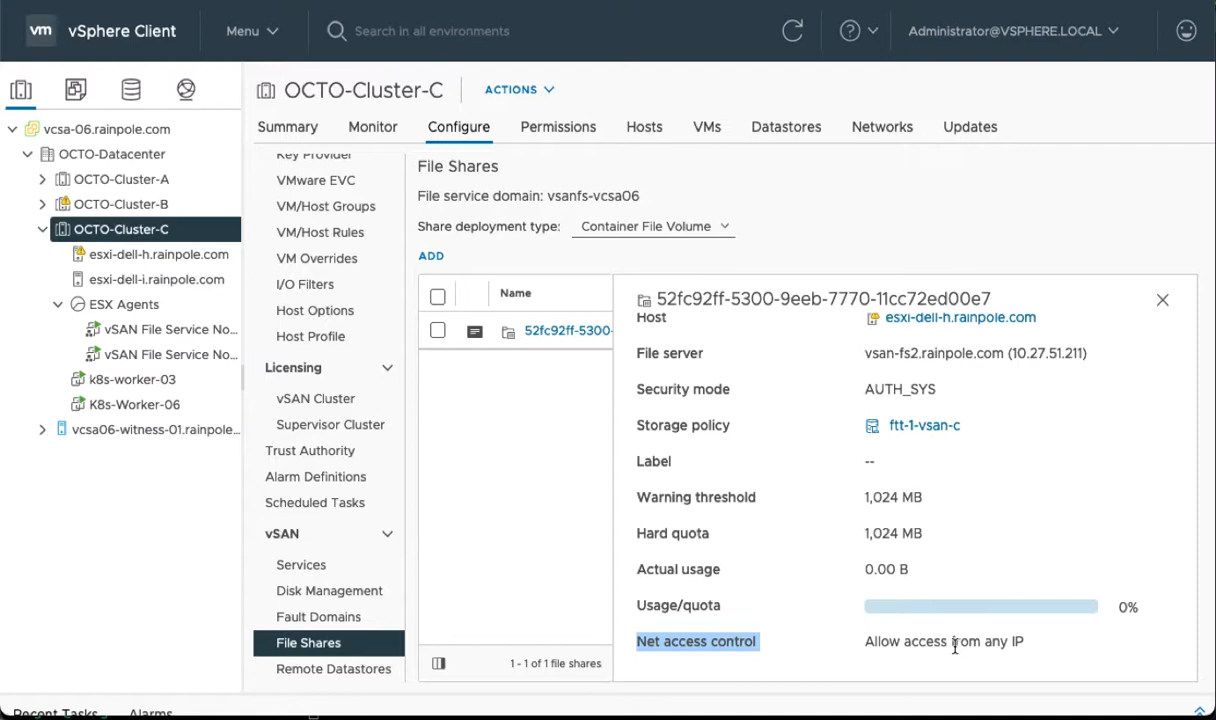 vm vSphere Client Menu Search in all environments Administrator@VSPHERE.LOCAL
vcsa-06.rainpole.com
OCTO-Datacenter
OCTO-Cluster-A
OCTO-Cluster-B
OCTO-Cluster-C
esxi-dell-h.rainpole.com
esxi-dell-i.rainpole.com
ESX Agents
vSAN File Service No...
vSAN File Service No...
k8s-worker-03
K8s-Worker-06
vcsa06-witness-01.rainpole...
OCTO-Cluster-C ACTIONS
Summary Monitor Configure Permissions Hosts VMs Datastores Networks Updates
Key Provider
VMware EVC
VM/Host Groups
VM/Host Rules
VM Overrides
I/O Filters
Host Options
Host Profile
Licensing
vSAN Cluster
Supervisor Cluster
Trust Authority
Alarm Definitions
Scheduled Tasks
vSAN
Services
Disk Management
Fault Domains
File Shares
Remote Datastores
File Shares
File service domain: vsanfs-vcsa06
Share deployment type: Container File Volume
ADD
Name
52fc92ff-5300-
1 - 1 of 1 file shares
52fc92ff-5300-9eeb-7770-11cc72ed00e7
Host esxi-dell-h.rainpole.com
File server vsan-fs2.rainpole.com (10.27.51.211)
Security mode AUTH_SYS
Storage policy ftt-1-vsan-c
Label --
Warning threshold 1,024 MB
Hard quota 1,024 MB
Actual usage 0.00 B
Usage/quota 0%
Net access control Allow access from any IP
Recent Tasks Alarms